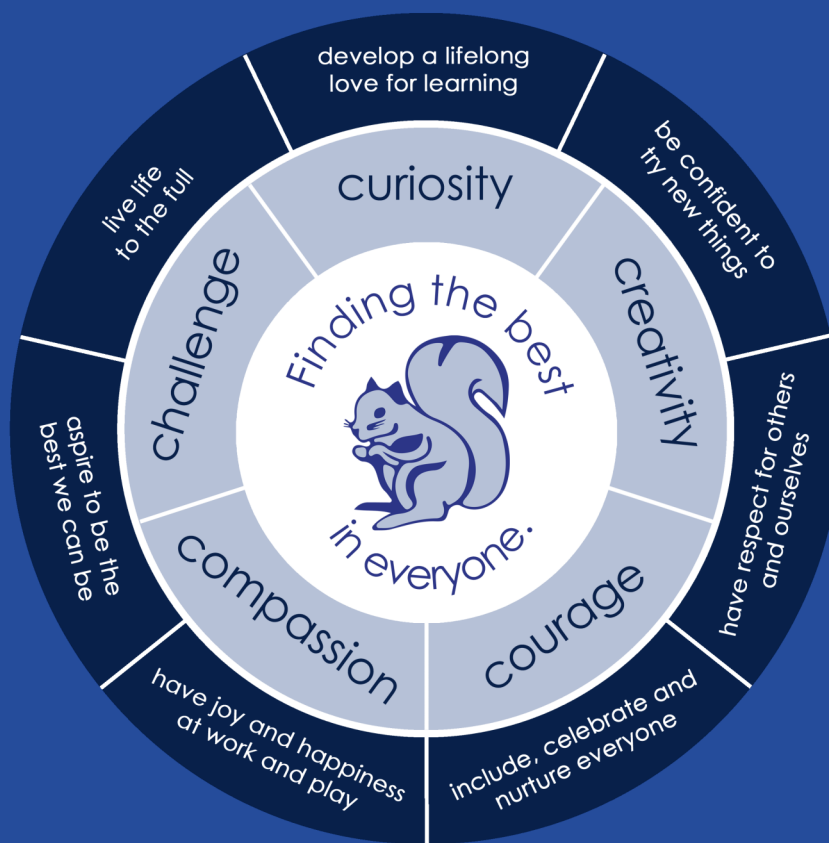 Finding the best
in everyone.
curiosity
creativity
courage
compassion
challenge
develop a lifelong
love for learning
be confident to
try new things
have respect for others
and ourselves
include, celebrate and
nurture everyone
have joy and happiness
at work and play
aspire to be the
best we can be
live life
to the full